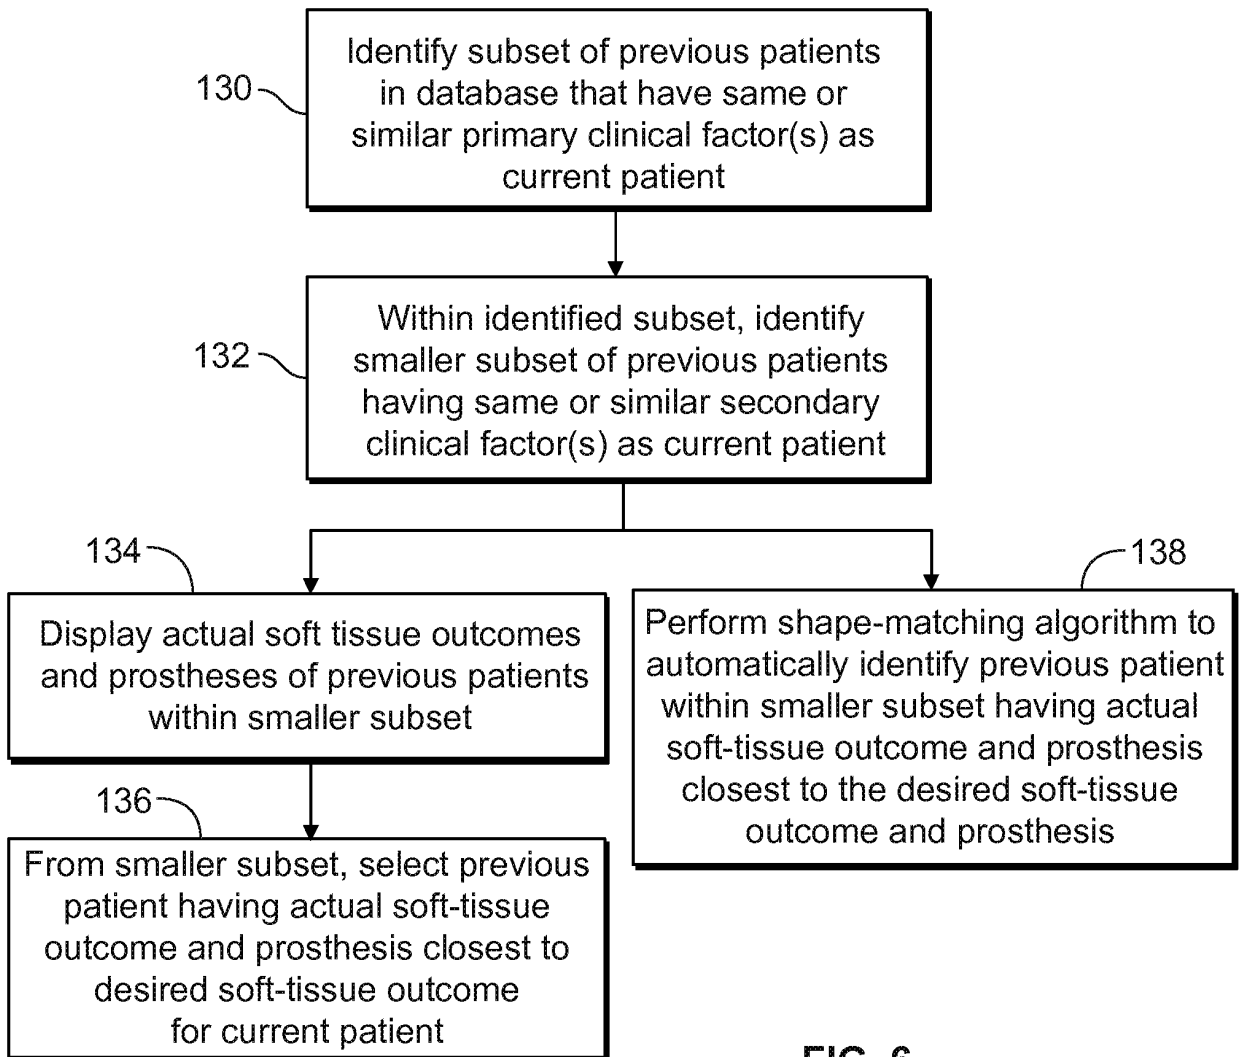 Identify subset of previous patients
in database that have same or
similar primary clinical factor(s) as
current patient
130
Within identified subset, identify
smaller subset of previous patients
having same or similar secondary
clinical factor(s) as current patient
132
134
Display actual soft tissue outcomes
and prostheses of previous patients
within smaller subset
136
From smaller subset, select previous
patient having actual soft-tissue
outcome and prosthesis closest to
desired soft-tissue outcome
for current patient
138
Perform shape-matching algorithm to
automatically identify previous patient
within smaller subset having actual
soft-tissue outcome and prosthesis
closest to the desired soft-tissue
outcome and prosthesis
FIG. 6